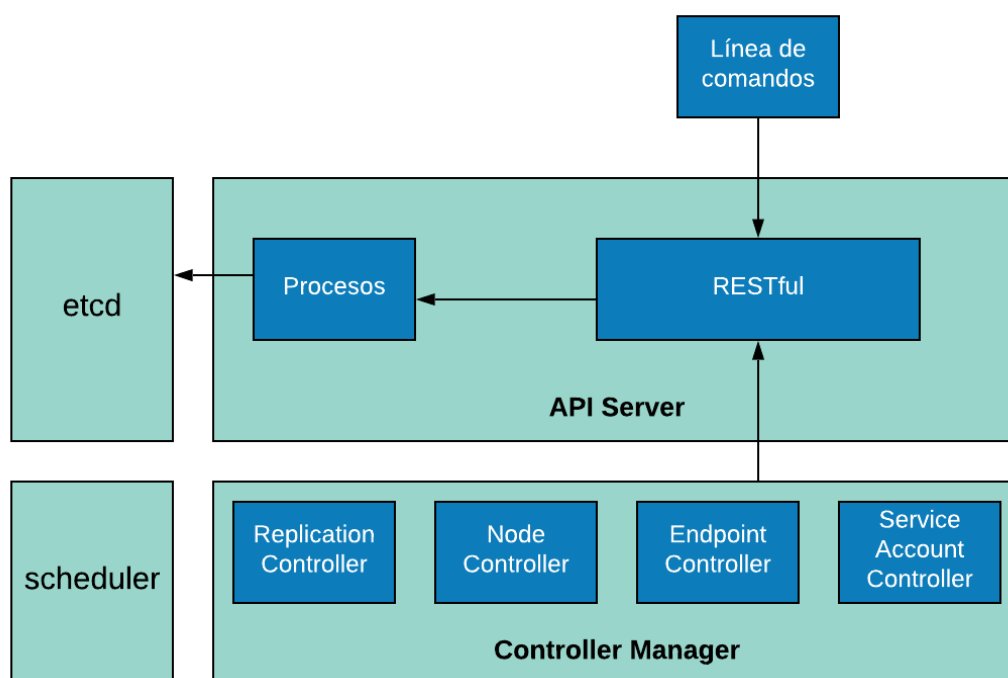 Línea de
comandos
etcd
Procesos
RESTful
API Server
scheduler
Replication
Controller
Node
Controller
Endpoint
Controller
Service
Account
Controller
Controller Manager